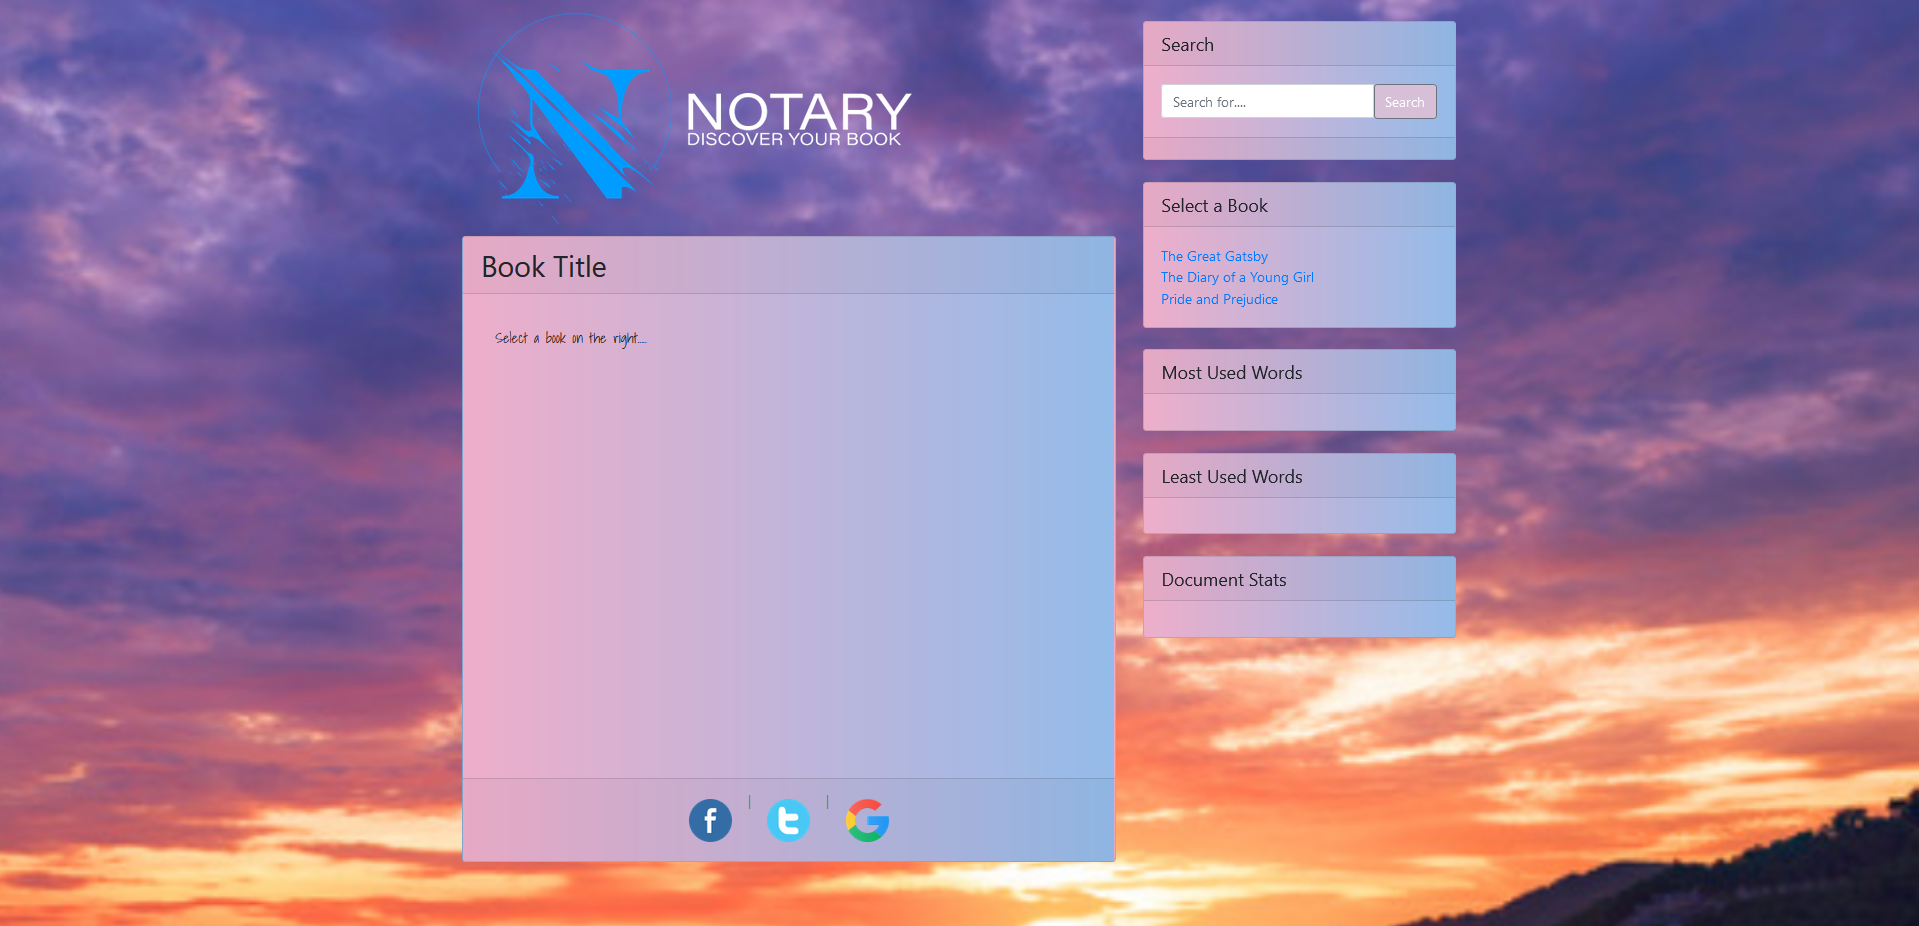 N
NOTARY
DISCOVER YOUR BOOK
Book Title
Select a book on the right.....
Search
Search for....
Search
Select a Book
The Great Gatsby
The Diary of a Young Girl
Pride and Prejudice
Most Used Words
Least Used Words
Document Stats